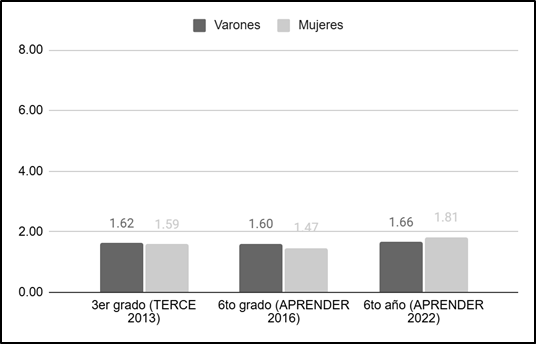 Varones Mujeres
8.00
6.00
4.00
2.00
0.00
1.62 1.59 1.60 1.47 1.66 1.81
3er grado (TERCE 2013)
6to grado (APRENDER 2016)
6to año (APRENDER 2022)